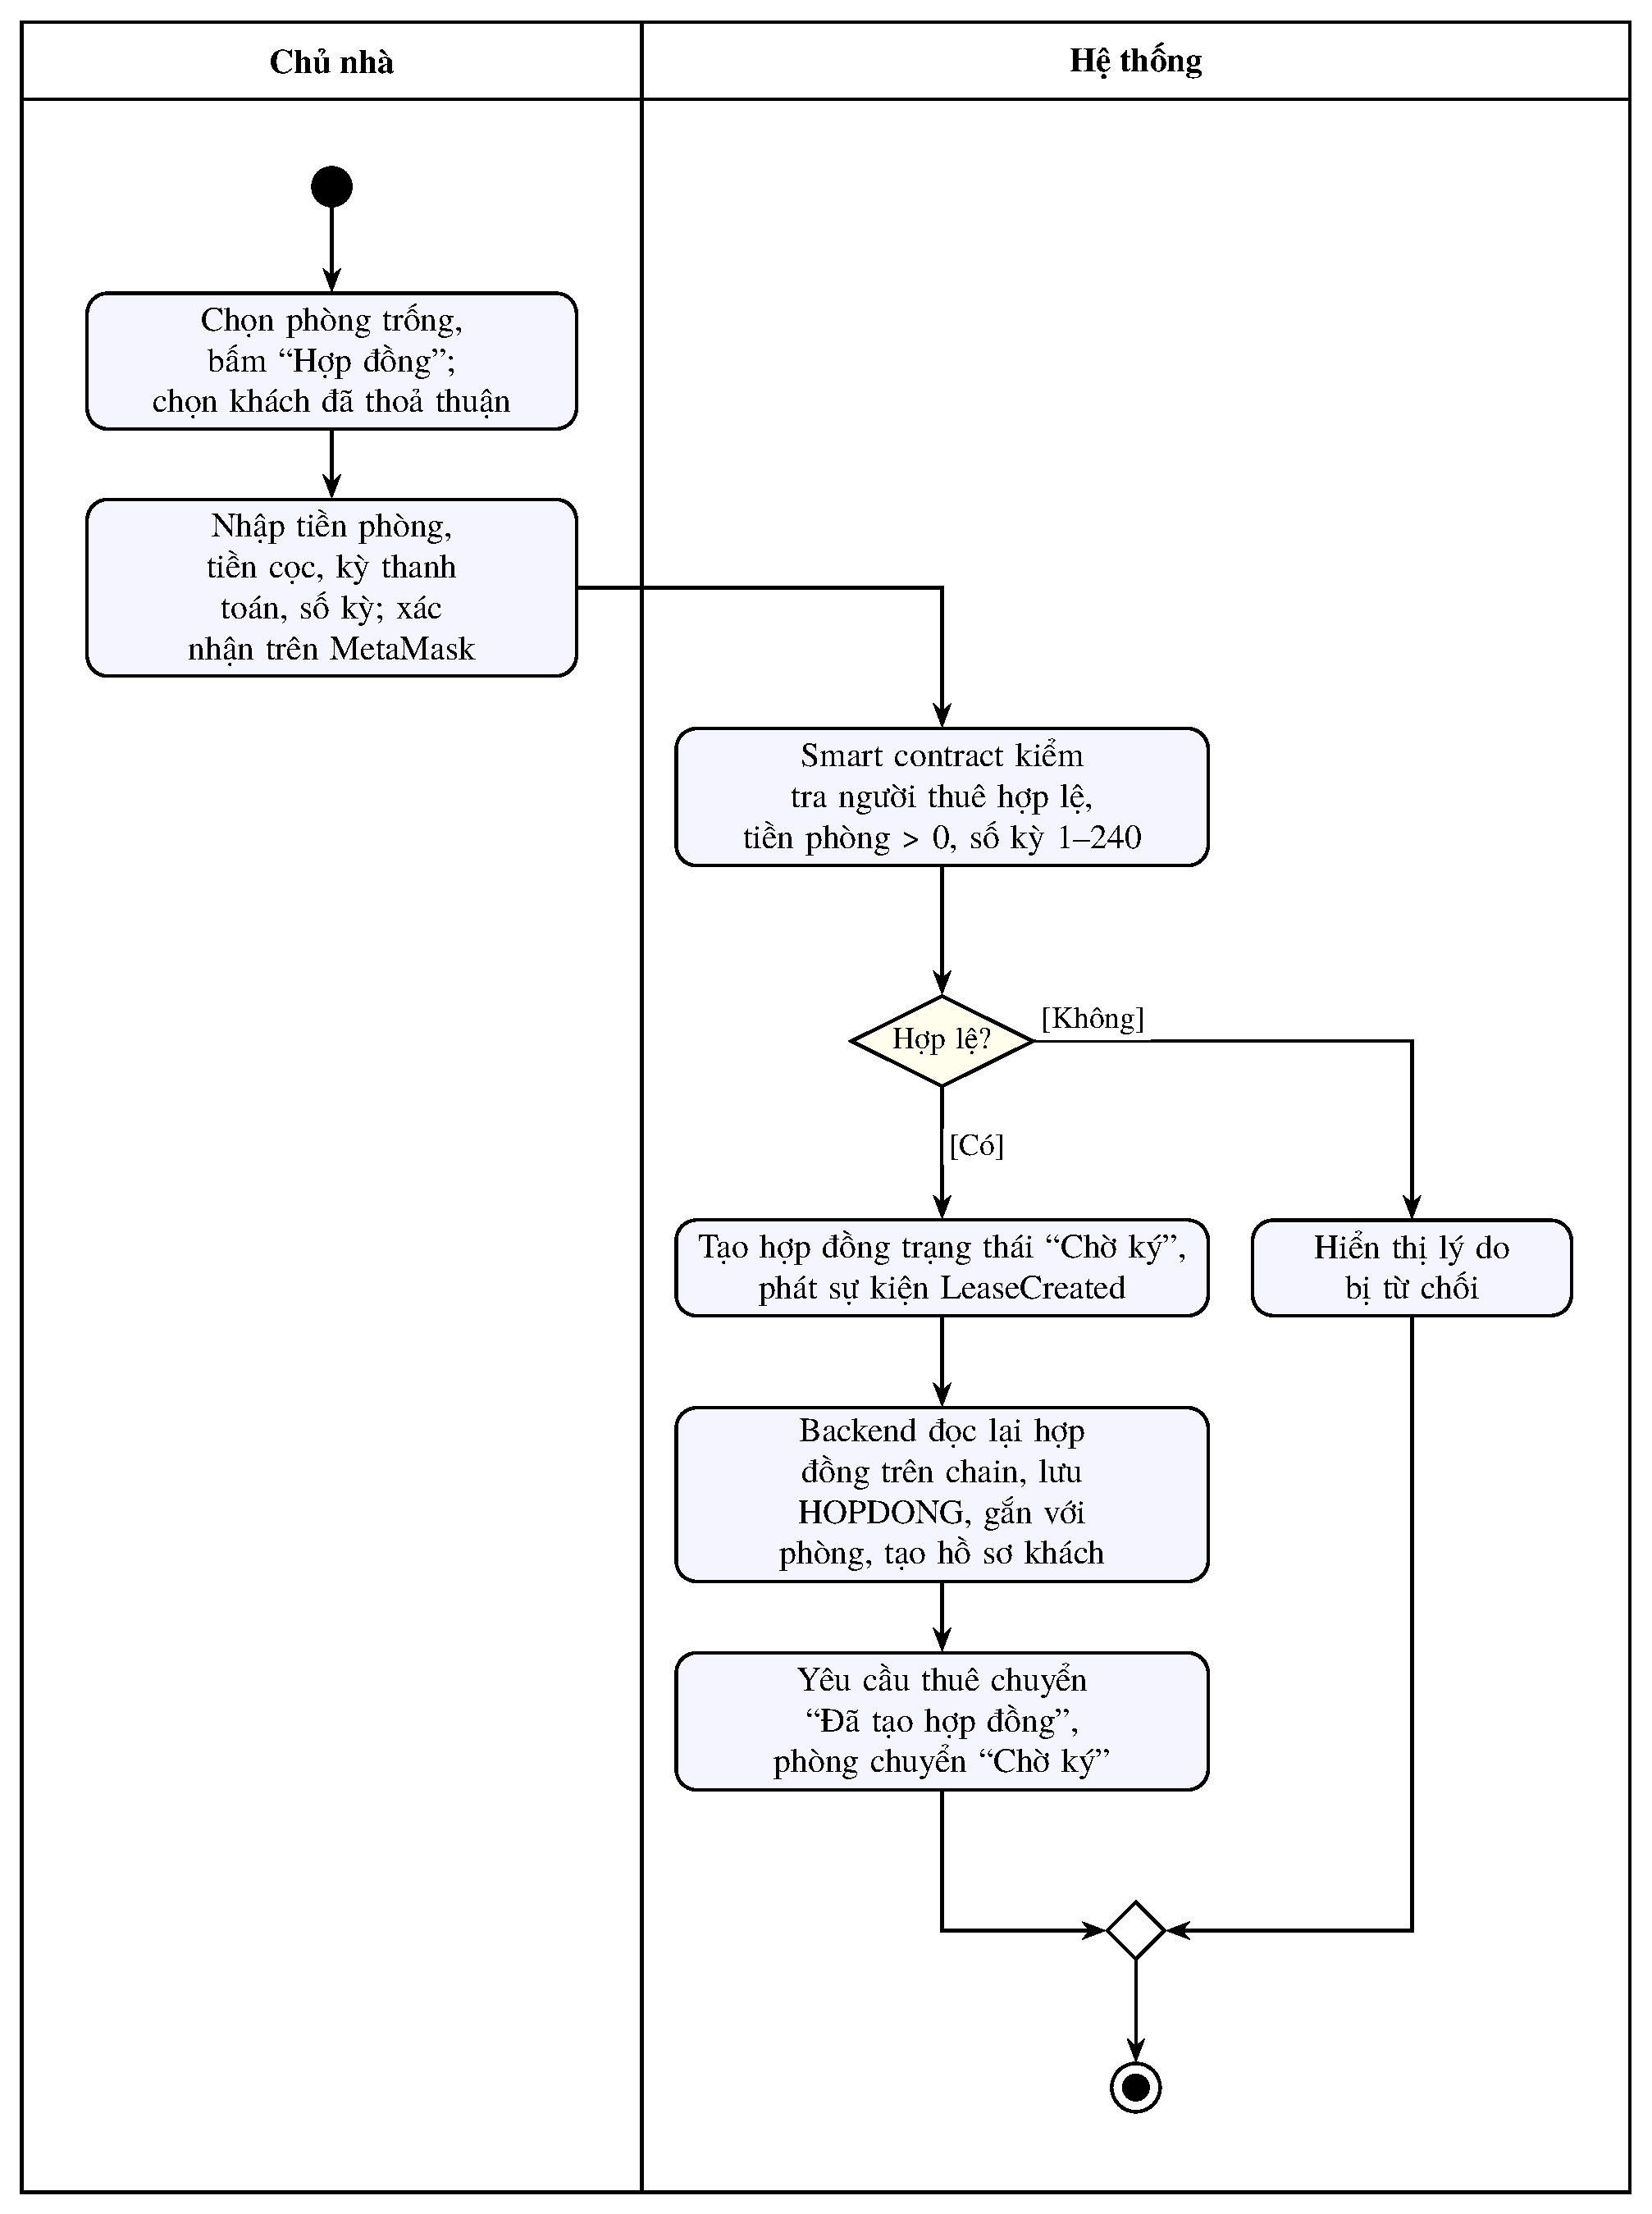 Chủ nhà
Hệ thống
Chọn phòng trống,
bấm “Hợp đồng”;
chọn khách đã thoả thuận
Nhập tiền phòng,
tiền cọc, kỳ thanh
toán, số kỳ; xác
nhận trên MetaMask
Smart contract kiểm
tra người thuê hợp lệ,
tiền phòng > 0, số kỳ 1–240
Hợp lệ?
[Không]
[Có]
Tạo hợp đồng trạng thái “Chờ ký”,
phát sự kiện LeaseCreated
Hiển thị lý do
bị từ chối
Backend đọc lại hợp
đồng trên chain, lưu
HOPDONG, gắn với
phòng, tạo hồ sơ khách
Yêu cầu thuê chuyển
“Đã tạo hợp đồng”,
phòng chuyển “Chờ ký”